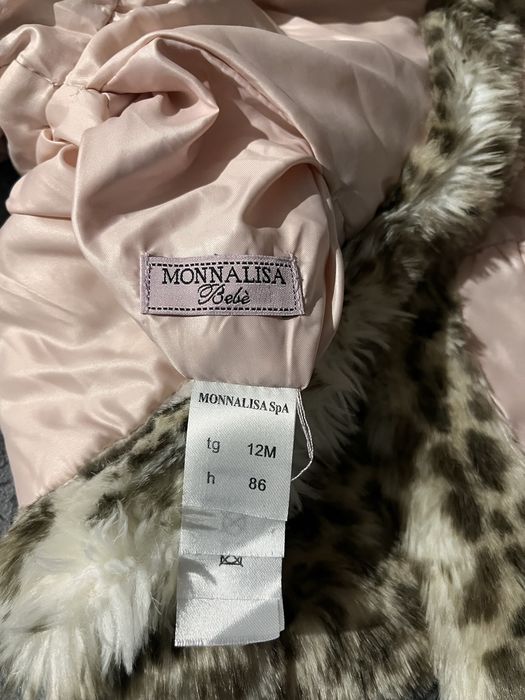 MONNALISA
Bebè
MONNALISA SpA
tg 12M
h 86